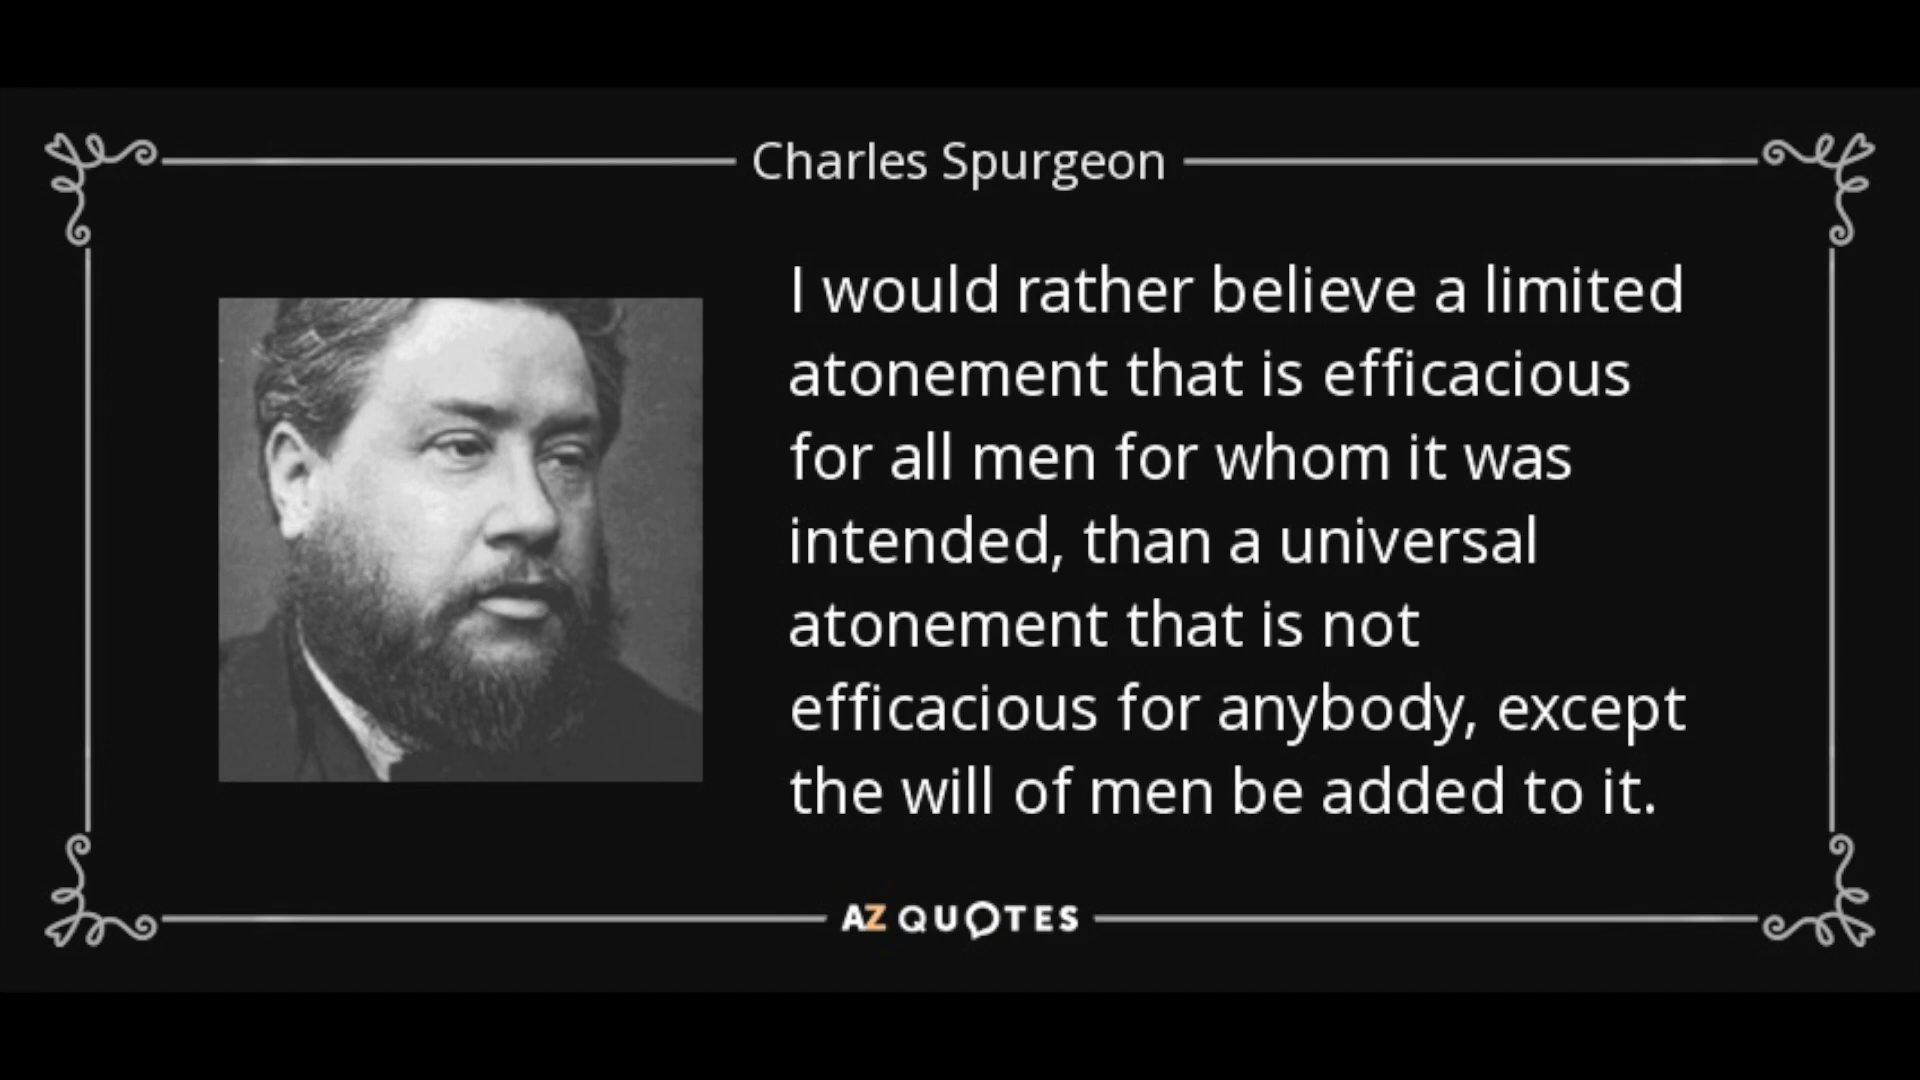 Charles Spurgeon
I would rather believe a limited
atonement that is efficacious
for all men for whom it was
intended, than a universal
atonement that is not
efficacious for anybody, except
the will of men be added to it.
AZ QUOTES